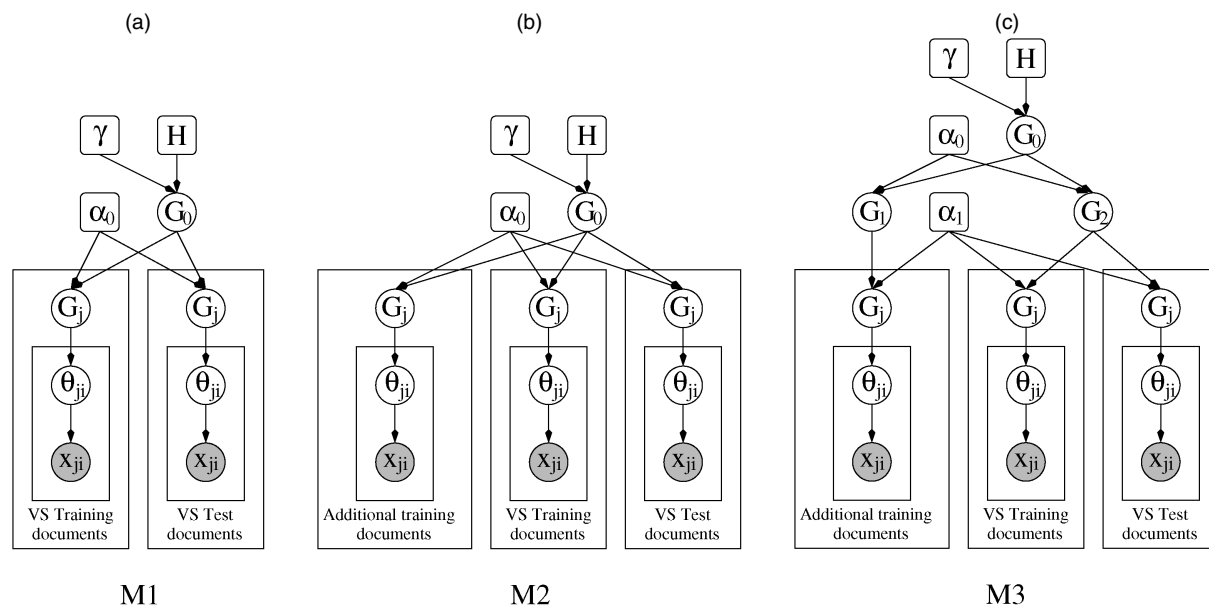 (a)
(b)
(c)
γ H
γ H
γ H
α₀ G₀
α₀ G₀
α₀ G₀
G₁ α₁ G₂
Gⱼ Gⱼ
Gⱼ Gⱼ Gⱼ
Gⱼ Gⱼ Gⱼ
θⱼᵢ θⱼᵢ
θⱼᵢ θⱼᵢ θⱼᵢ
θⱼᵢ θⱼᵢ θⱼᵢ
xⱼᵢ xⱼᵢ
xⱼᵢ xⱼᵢ xⱼᵢ
xⱼᵢ xⱼᵢ xⱼᵢ
VS Training
documents
VS Test
documents
Additional training
documents
VS Training
documents
VS Test
documents
Additional training
documents
VS Training
documents
VS Test
documents
M1
M2
M3